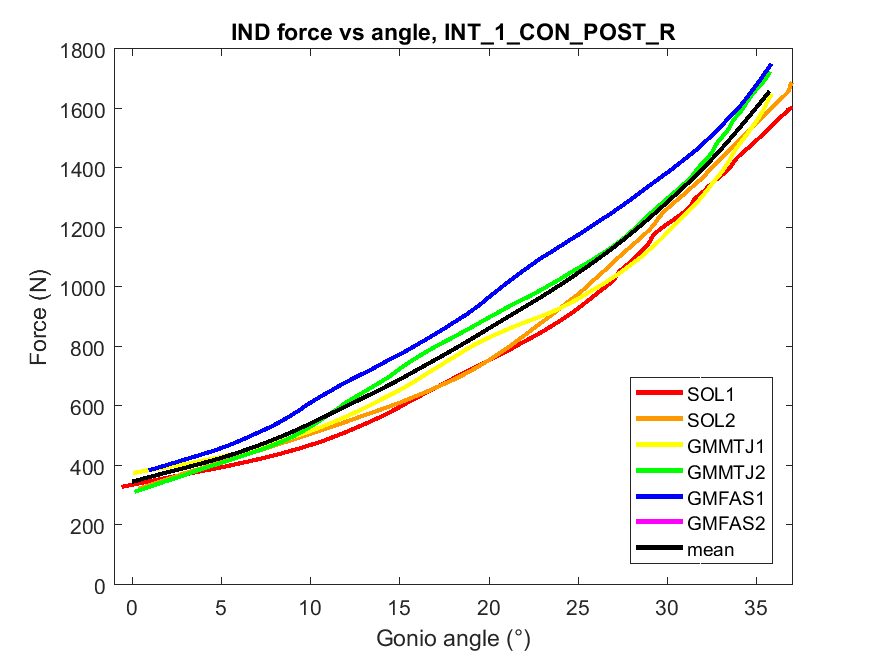 IND force vs angle, INT_1_CON_POST_R
1800
1600
1400
1200
1000
800
600
400
200
0
Force (N)
0 5 10 15 20 25 30 35
Gonio angle (°)
SOL1
SOL2
GMMTJ1
GMMTJ2
GMFAS1
GMFAS2
mean